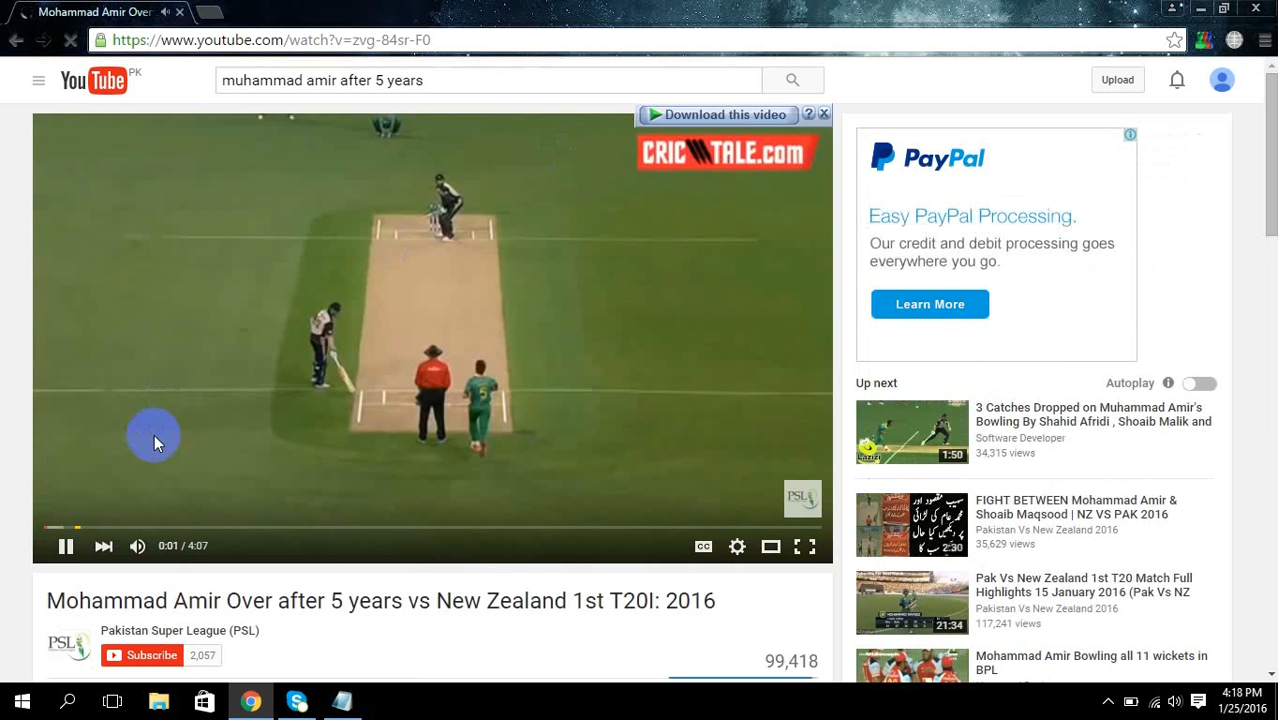 Mohammad Amir Over
https://www.youtube.com/watch?v=zvg-84sr-F0
YouTube PK
muhammad amir after 5 years
Upload
Download this video
?
CRICTALE.com
PayPal
Easy PayPal Processing.
Our credit and debit processing goes
everywhere you go.
Learn More
PSL
5
0:01 / 4:07
CC
Up next
Autoplay
3 Catches Dropped on Muhammad Amir's
Bowling By Shahid Afridi , Shoaib Malik and
Software Developer
34,315 views
1:50
FIGHT BETWEEN Mohammad Amir &
Shoaib Maqsood | NZ VS PAK 2016
Pakistan Vs New Zealand 2016
35,629 views
2:30
Pak Vs New Zealand 1st T20 Match Full
Highlights 15 January 2016 (Pak Vs NZ
Pakistan Vs New Zealand 2016
117,241 views
21:34
Mohammad Amir Bowling all 11 wickets in
BPL
Mohammad Amir Over after 5 years vs New Zealand 1st T20I: 2016
PSL
Pakistan Super League (PSL)
Subscribe 2,057
99,418
4:18 PM
1/25/2016